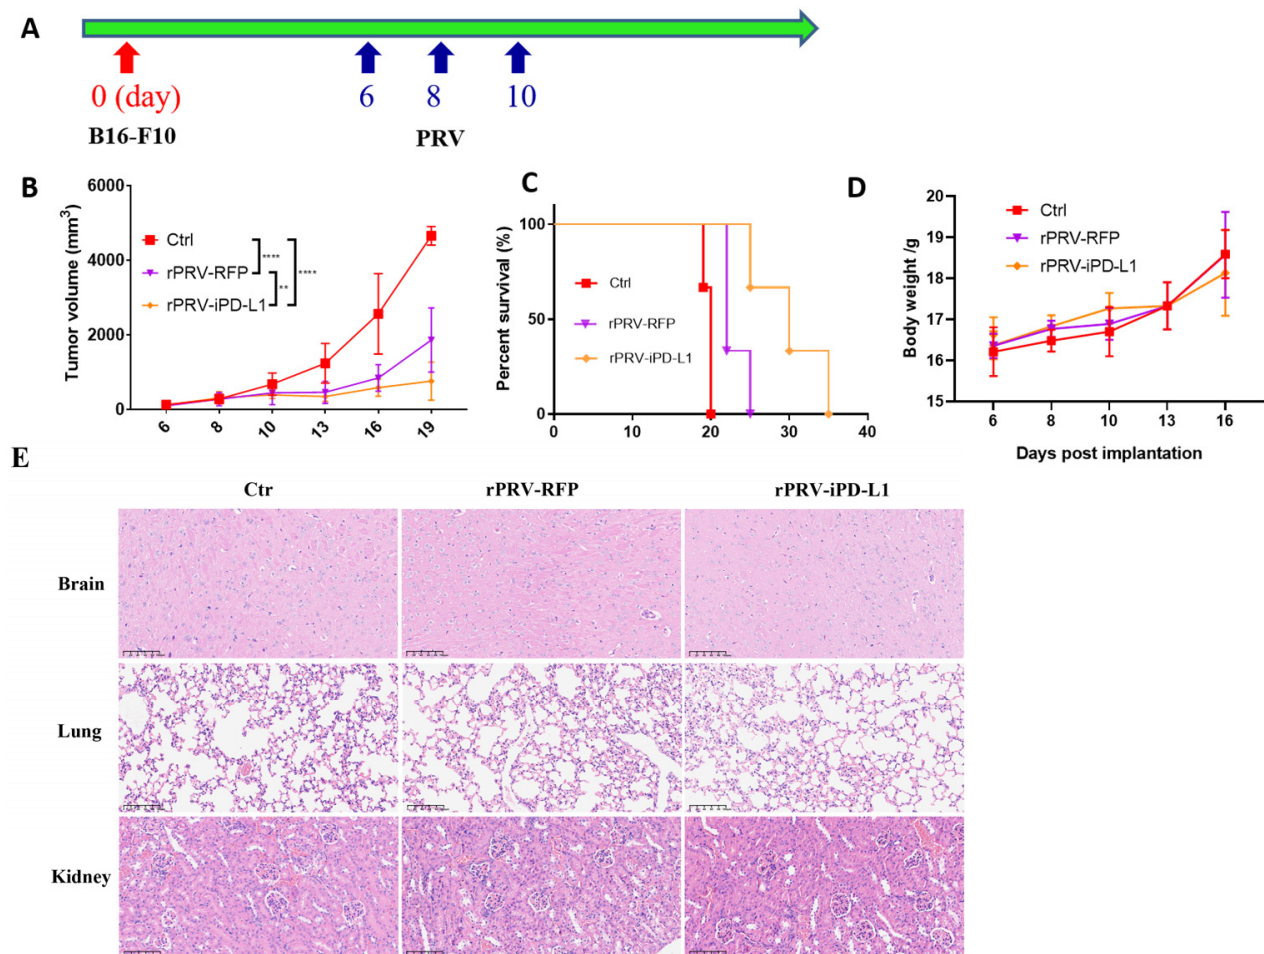 A
0 (day)
6
8
10
B16-F10
PRV
B
6000
4000
2000
0
Tumor volume (mm³)
Ctrl
rPRV-RFP
rPRV-iPD-L1
****
**
****
6
8
10
13
16
19
C
100
50
0
Percent survival (%)
Ctrl
rPRV-RFP
rPRV-iPD-L1
0
10
20
30
40
D
20
19
18
17
16
15
Body weight /g
Ctrl
rPRV-RFP
rPRV-iPD-L1
6
8
10
13
16
Days post implantation
E
Ctr
rPRV-RFP
rPRV-iPD-L1
Brain
Lung
Kidney